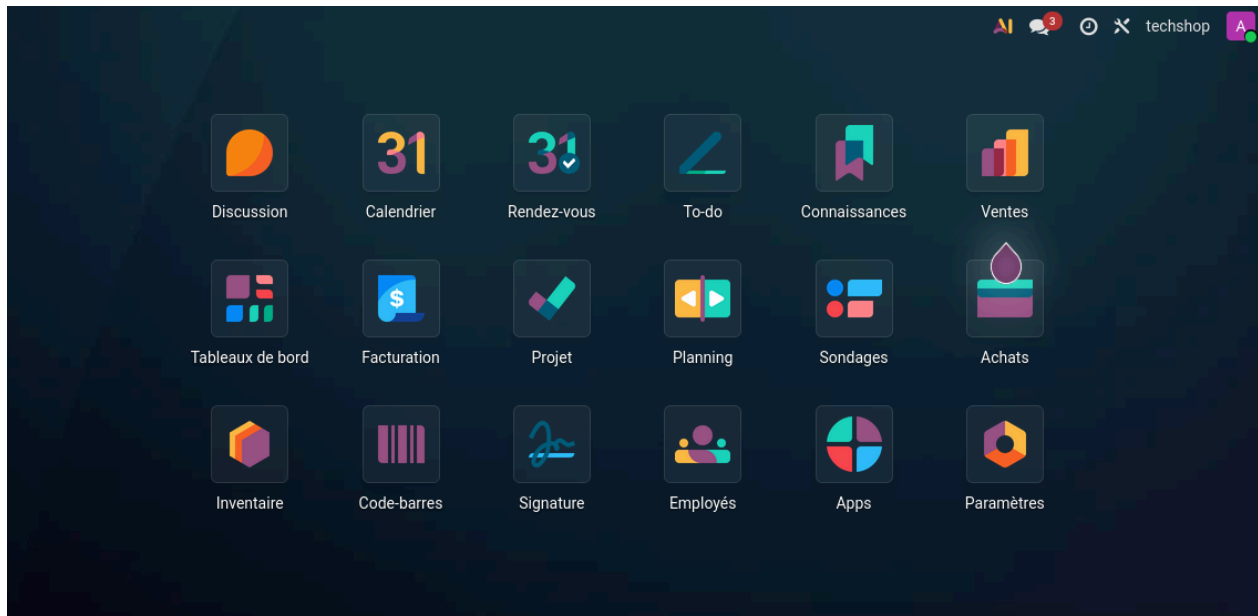 AI 3 techshop A
31 31
Discussion Calendrier Rendez-vous To-do Connaissances Ventes
$
Tableaux de bord Facturation Projet Planning Sondages Achats
Inventaire Code-barres Signature Employés Apps Paramètres